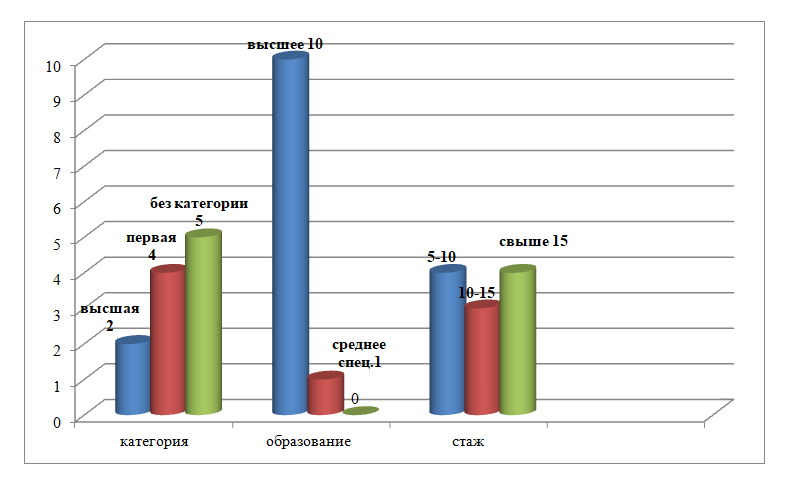 высшее 10
10
9
8
7
6
5
4
3
2
1
0
без категории
5
первая
4
высшая
2
среднее
спец.1
0
5-10
10-15
свыше 15
категория
образование
стаж